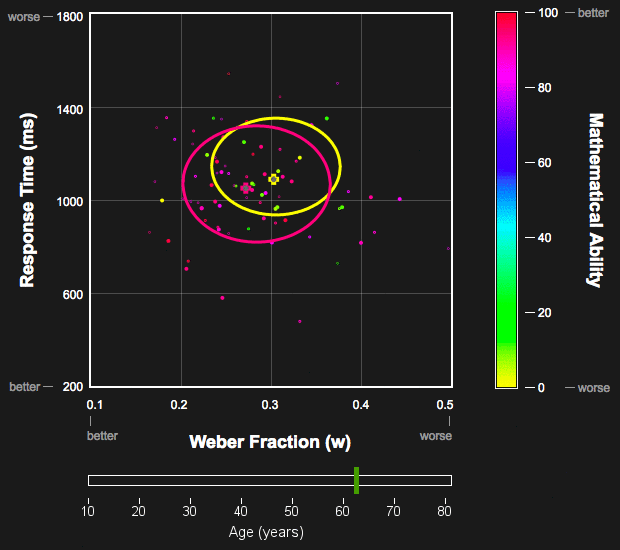 worse
1800
1400
1000
600
better
200
Response Time (ms)
0.1
0.2
0.3
0.4
0.5
better
Weber Fraction (w)
worse
100
better
80
60
40
20
0
worse
Mathematical Ability
10
20
30
40
50
60
70
80
Age (years)